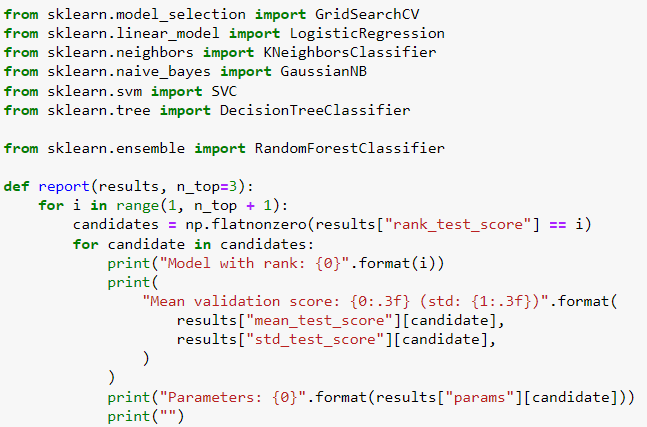 from sklearn.model_selection import GridSearchCV
from sklearn.linear_model import LogisticRegression
from sklearn.neighbors import KNeighborsClassifier
from sklearn.naive_bayes import GaussianNB
from sklearn.svm import SVC
from sklearn.tree import DecisionTreeClassifier

from sklearn.ensemble import RandomForestClassifier

def report(results, n_top=3):
    for i in range(1, n_top + 1):
        candidates = np.flatnonzero(results["rank_test_score"] == i)
        for candidate in candidates:
            print("Model with rank: {0}".format(i))
            print(
                "Mean validation score: {0:.3f} (std: {1:.3f})".format(
                    results["mean_test_score"][candidate],
                    results["std_test_score"][candidate],
                )
            )
            print("Parameters: {0}".format(results["params"][candidate]))
            print("")